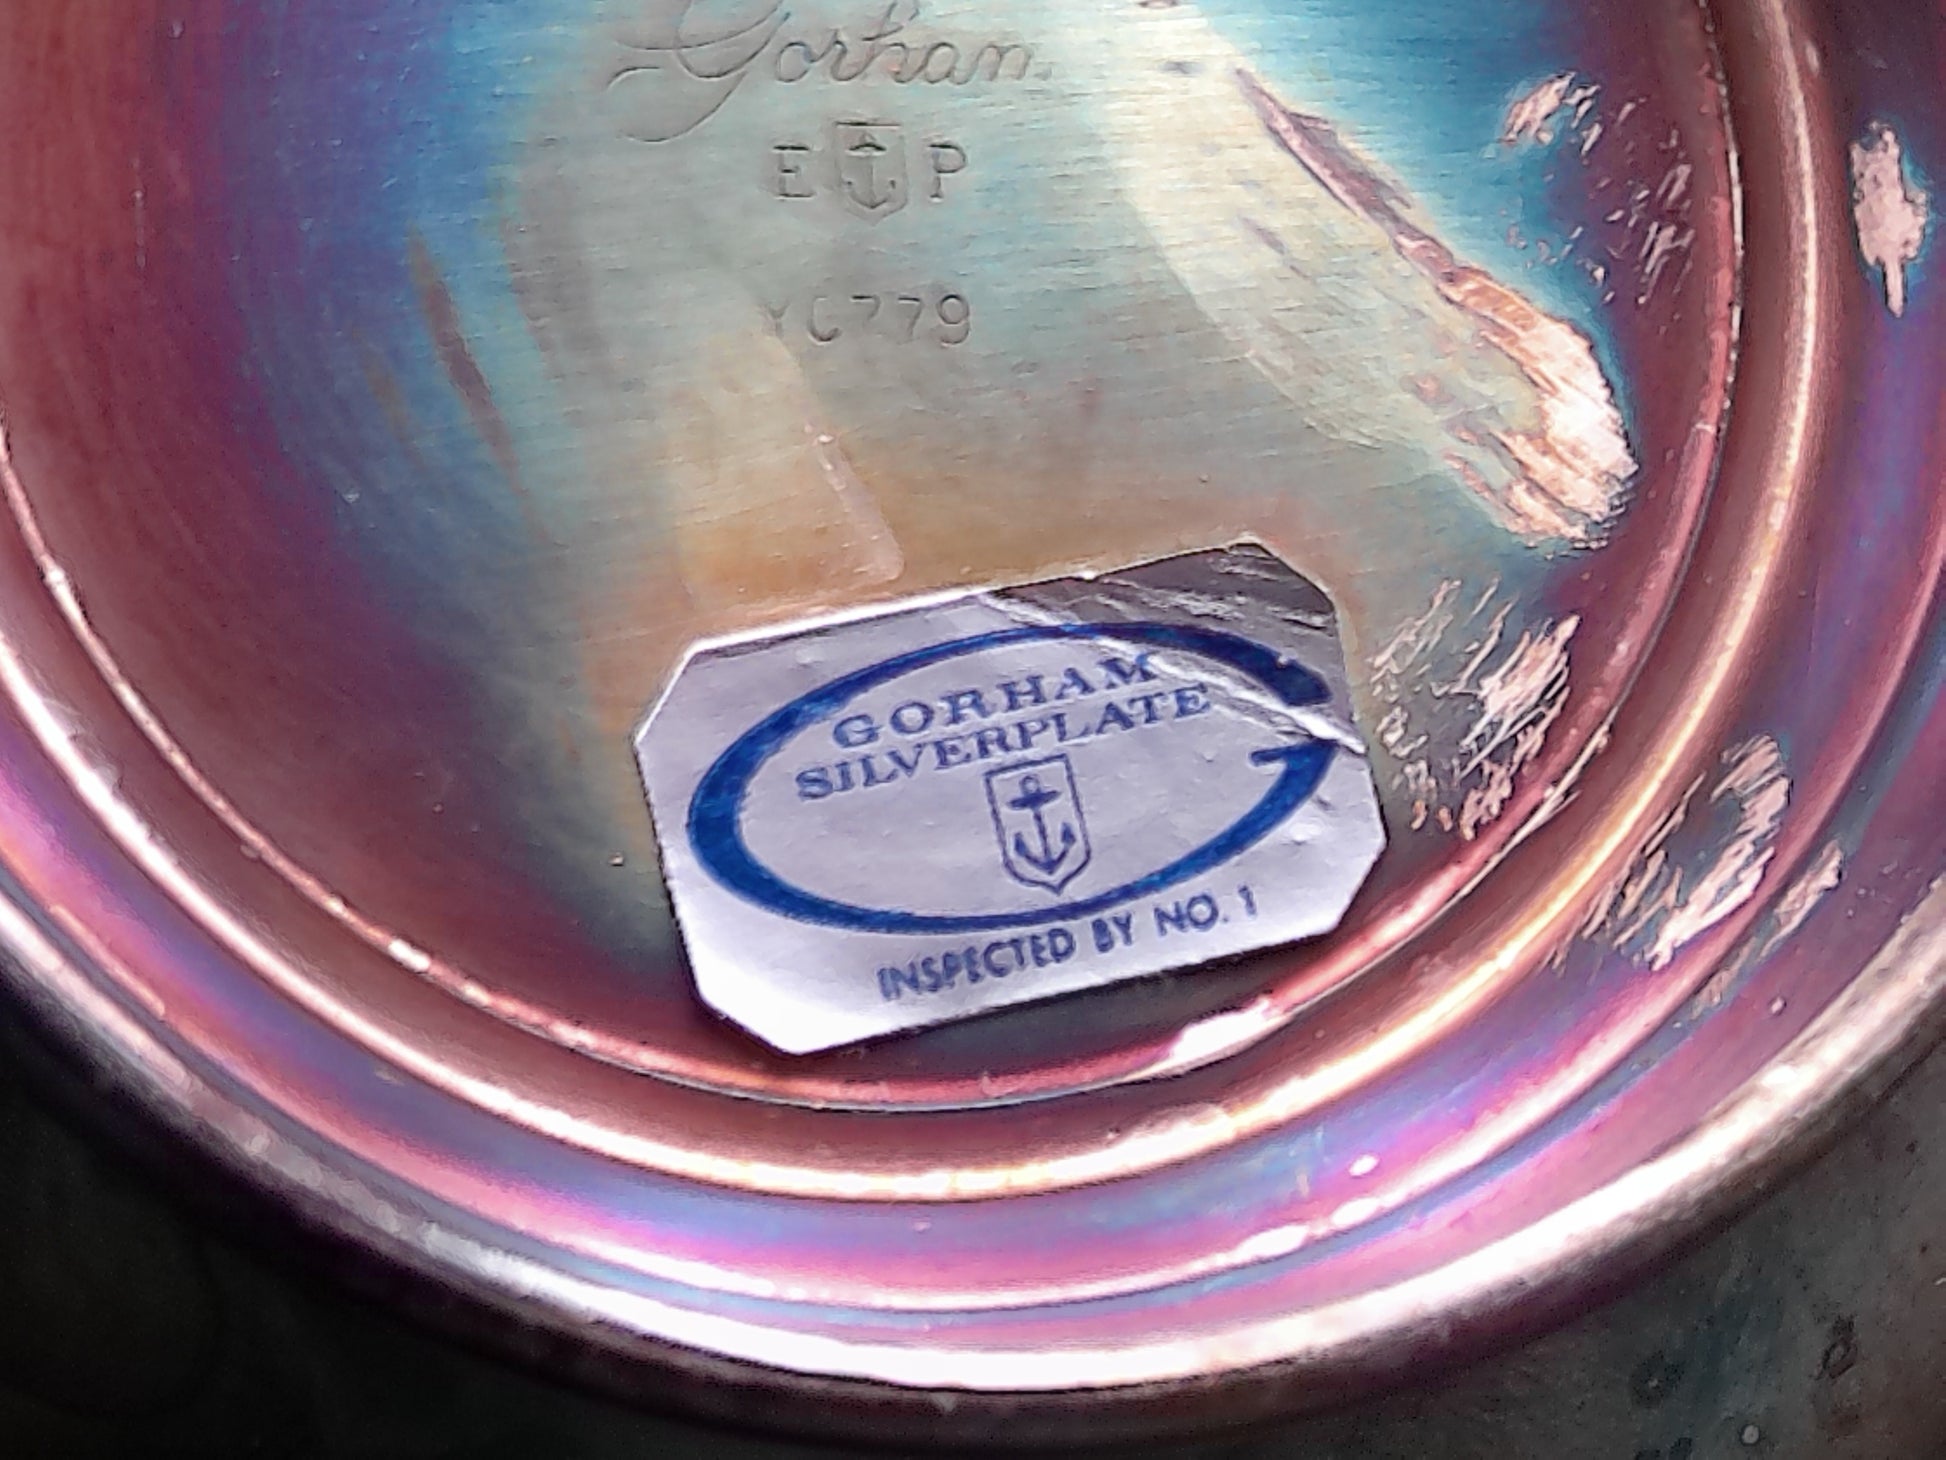 Gorham
E P
YC779
GORHAM
SILVERPLATE
INSPECTED BY NO. 1